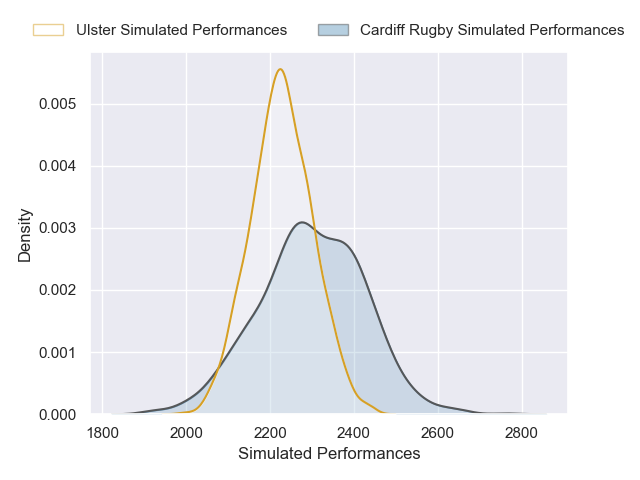 Ulster Simulated Performances
Cardiff Rugby Simulated Performances
0.005
0.004
0.003
0.002
0.001
0.000
Density
1800 2000 2200 2400 2600 2800
Simulated Performances